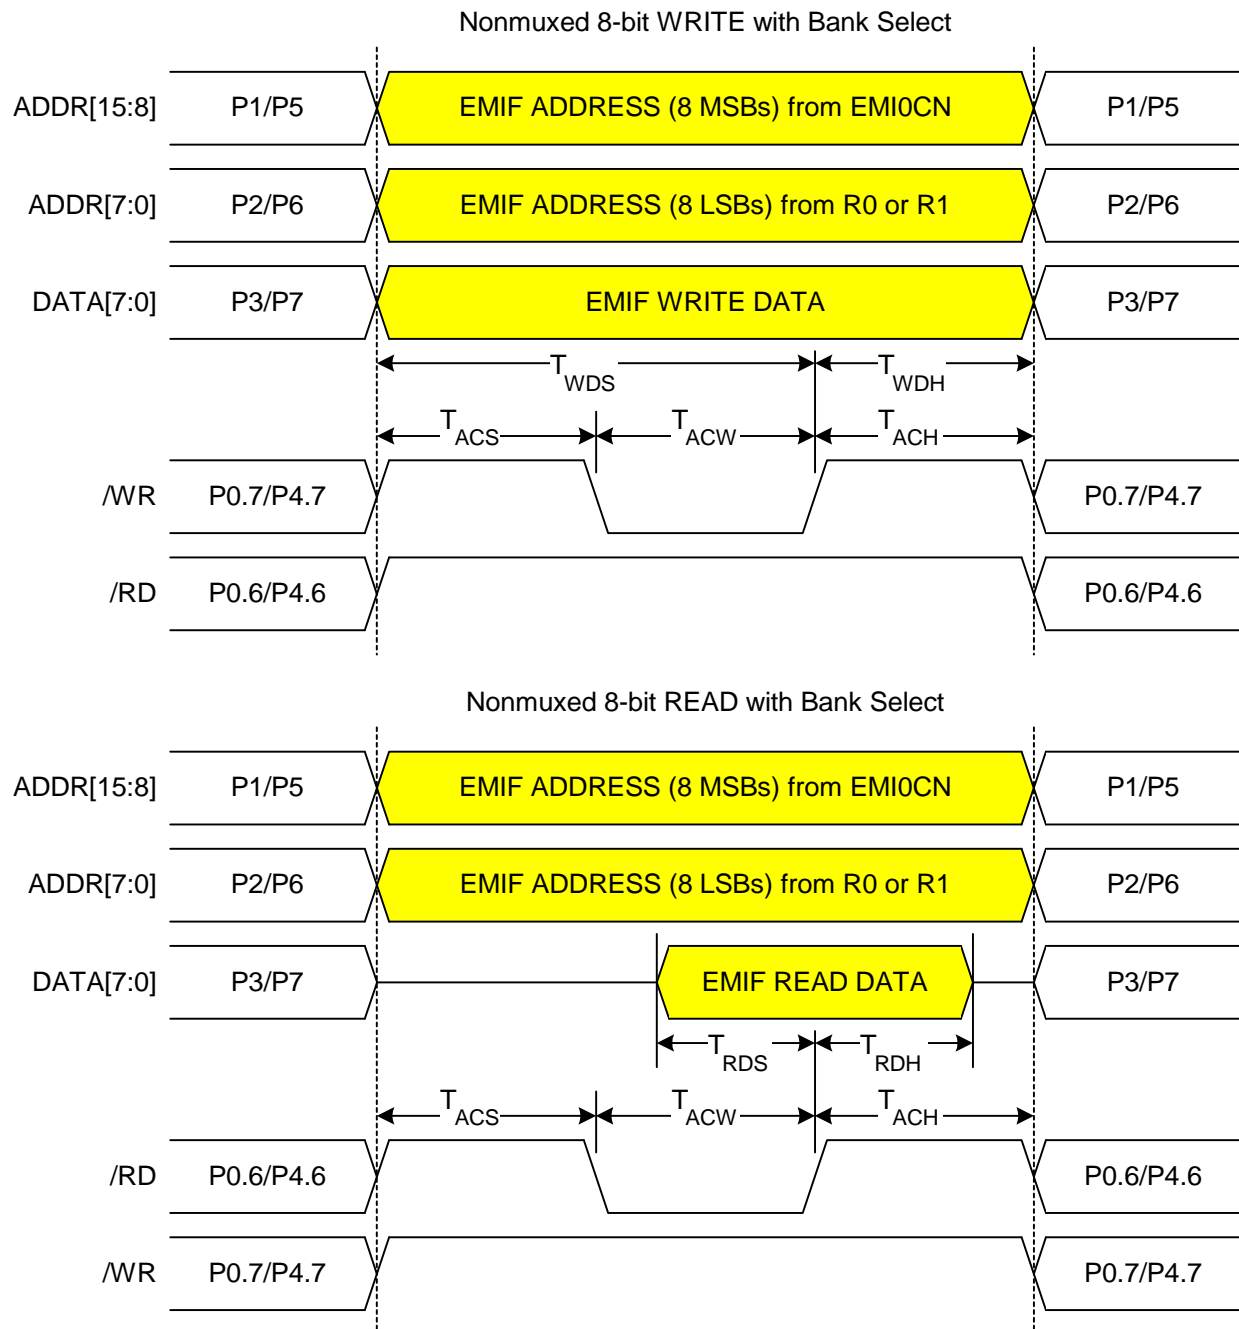 Nonmuxed 8-bit WRITE with Bank Select
ADDR[15:8] P1/P5 EMIF ADDRESS (8 MSBs) from EMI0CN P1/P5
ADDR[7:0] P2/P6 EMIF ADDRESS (8 LSBs) from R0 or R1 P2/P6
DATA[7:0] P3/P7 EMIF WRITE DATA P3/P7
TWDS TWDH
TACS TACW TACH
/WR P0.7/P4.7 P0.7/P4.7
/RD P0.6/P4.6 P0.6/P4.6
Nonmuxed 8-bit READ with Bank Select
ADDR[15:8] P1/P5 EMIF ADDRESS (8 MSBs) from EMI0CN P1/P5
ADDR[7:0] P2/P6 EMIF ADDRESS (8 LSBs) from R0 or R1 P2/P6
DATA[7:0] P3/P7 EMIF READ DATA P3/P7
TRDS TRDH
TACS TACW TACH
/RD P0.6/P4.6 P0.6/P4.6
/WR P0.7/P4.7 P0.7/P4.7